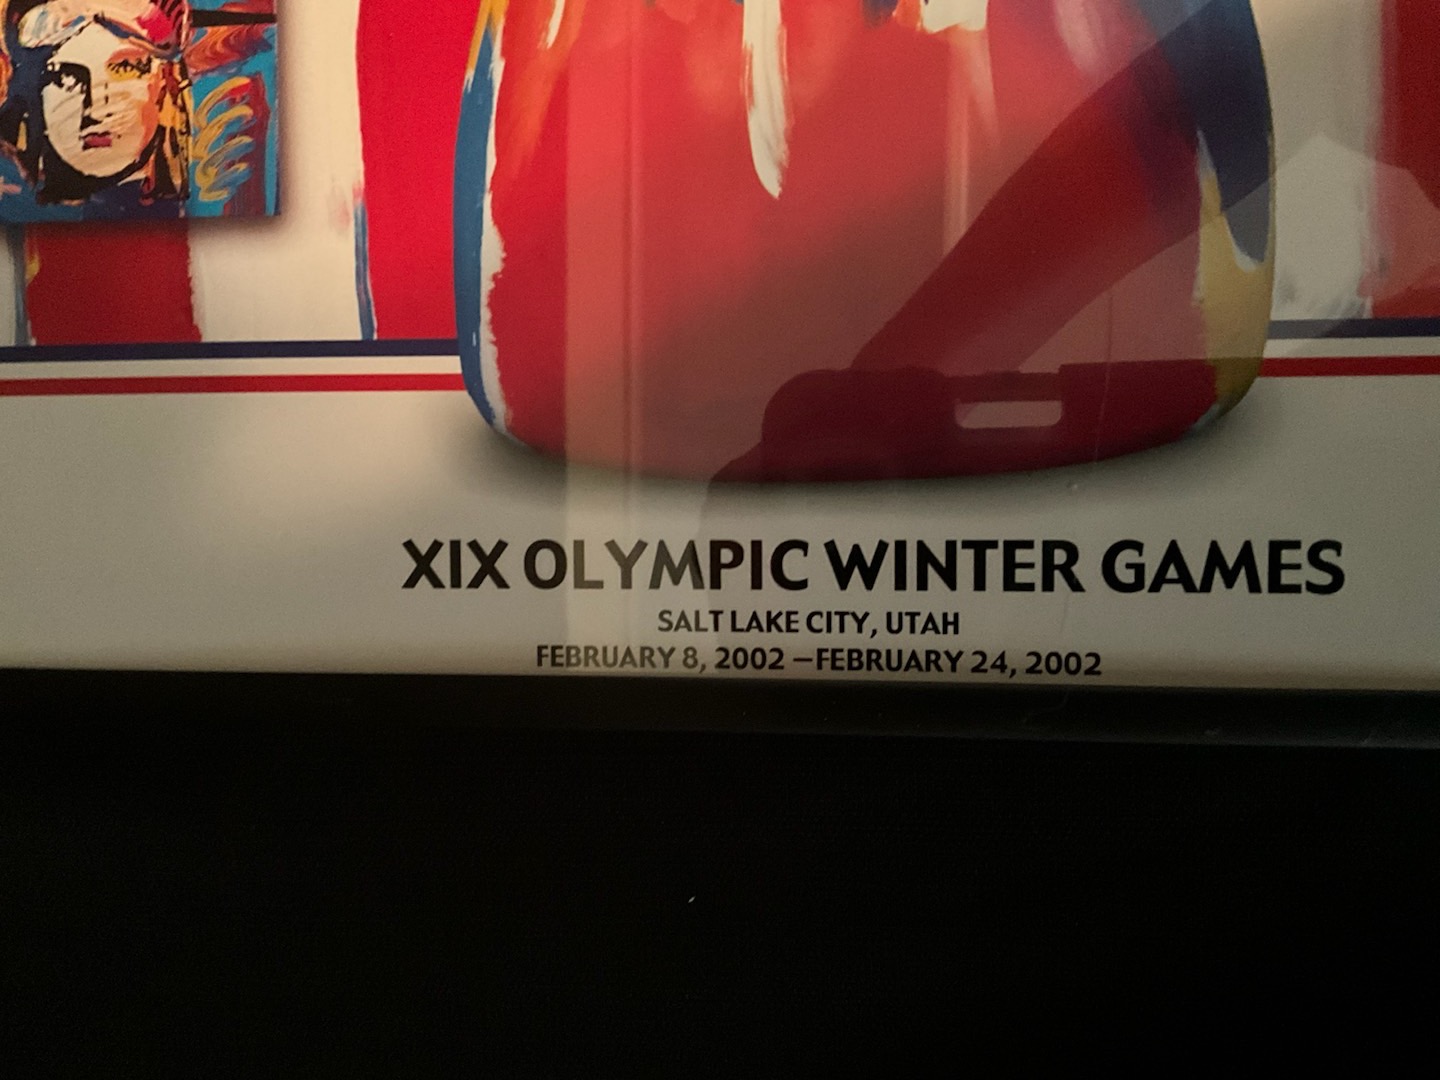 XIX OLYMPIC WINTER GAMES
SALT LAKE CITY, UTAH
FEBRUARY 8, 2002 –FEBRUARY 24, 2002